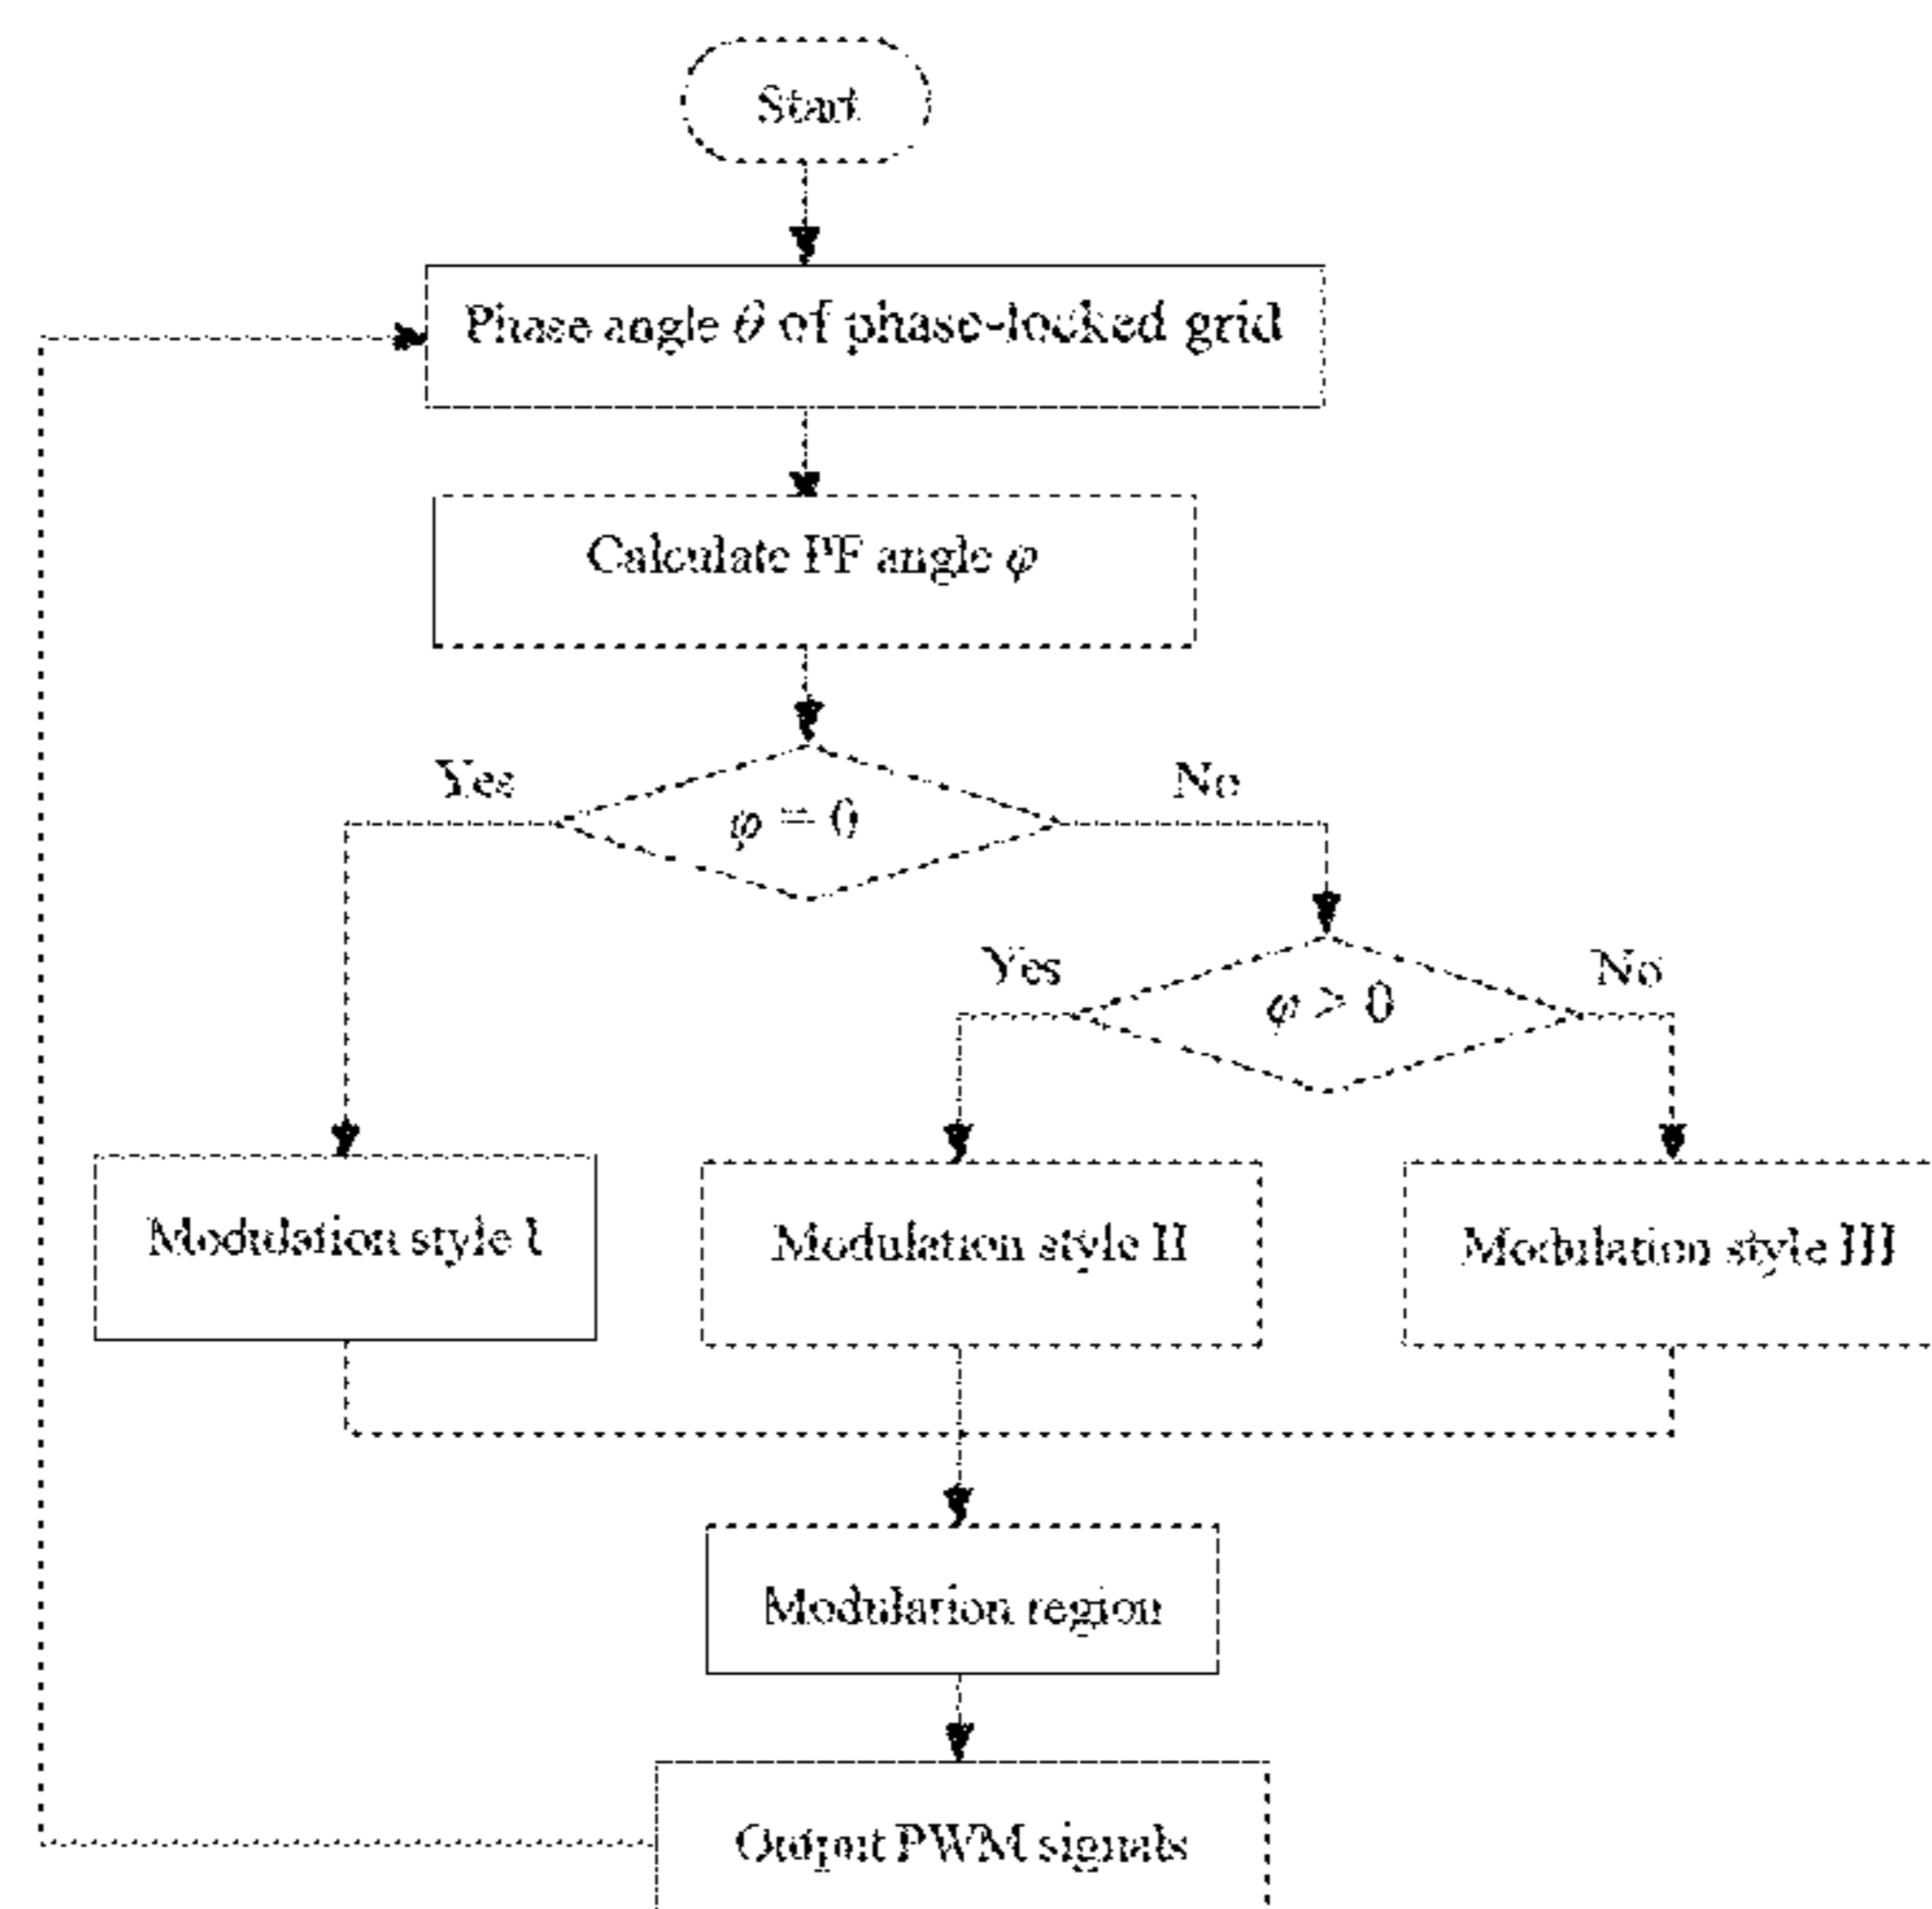 Start
Phase angle θ of phase-locked grid
Calculate PF angle φ
Yes
No
φ = 0
Yes
No
φ > 0
Modulation style I
Modulation style II
Modulation style III
Modulation region
Output PWM signals